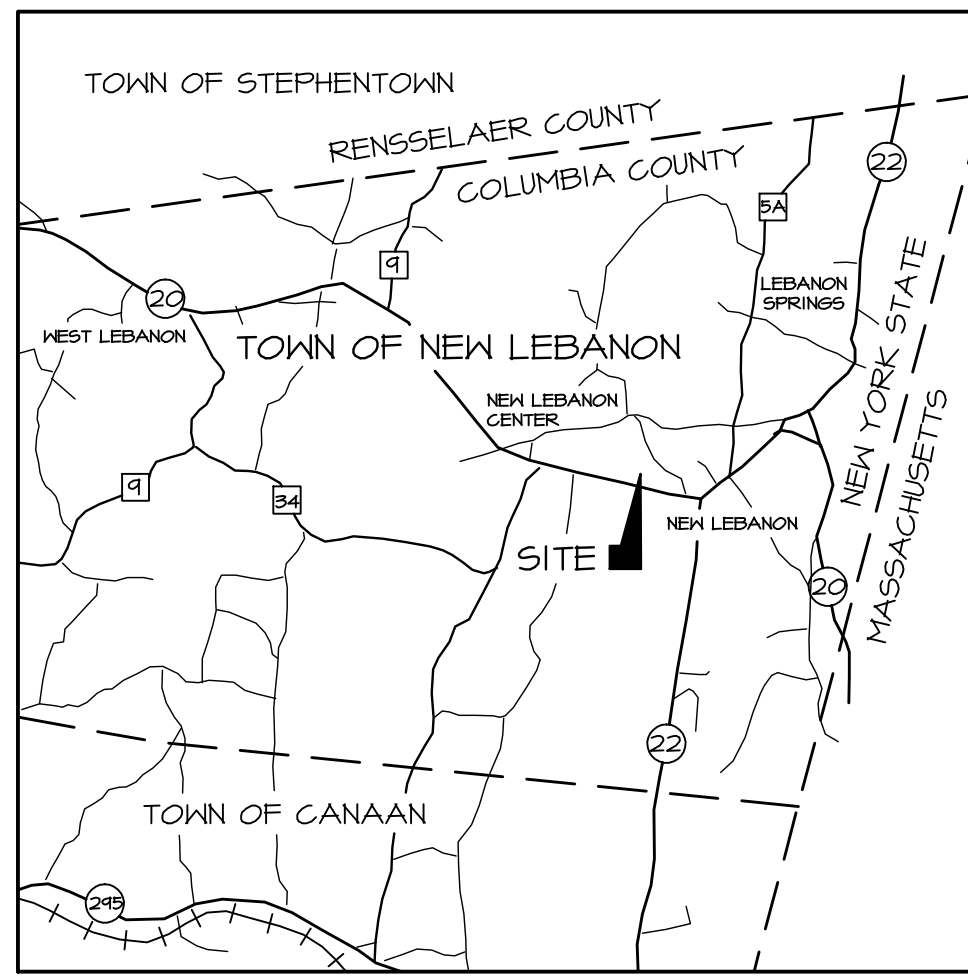 TOWN OF STEPHENTOWN
RENSSELAER COUNTY
COLUMBIA COUNTY
22
5A
9
LEBANON
SPRINGS
20
WEST LEBANON
TOWN OF NEW LEBANON
NEW YORK STATE
MASSACHUSETTS
NEW LEBANON
CENTER
9
34
NEW LEBANON
SITE
20
22
TOWN OF CANAAN
295